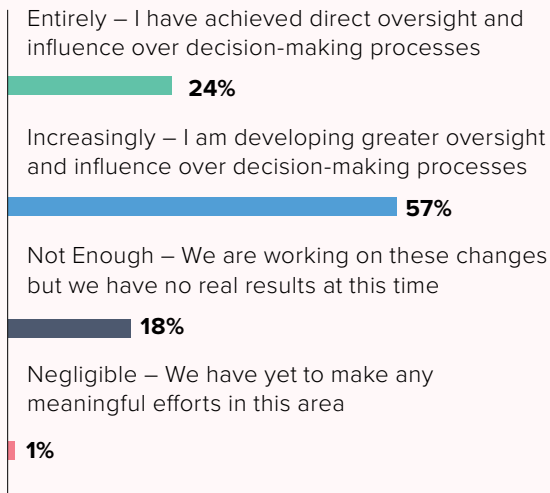 Entirely – I have achieved direct oversight and
influence over decision-making processes
24%
Increasingly – I am developing greater oversight
and influence over decision-making processes
57%
Not Enough – We are working on these changes
but we have no real results at this time
18%
Negligible – We have yet to make any
meaningful efforts in this area
1%